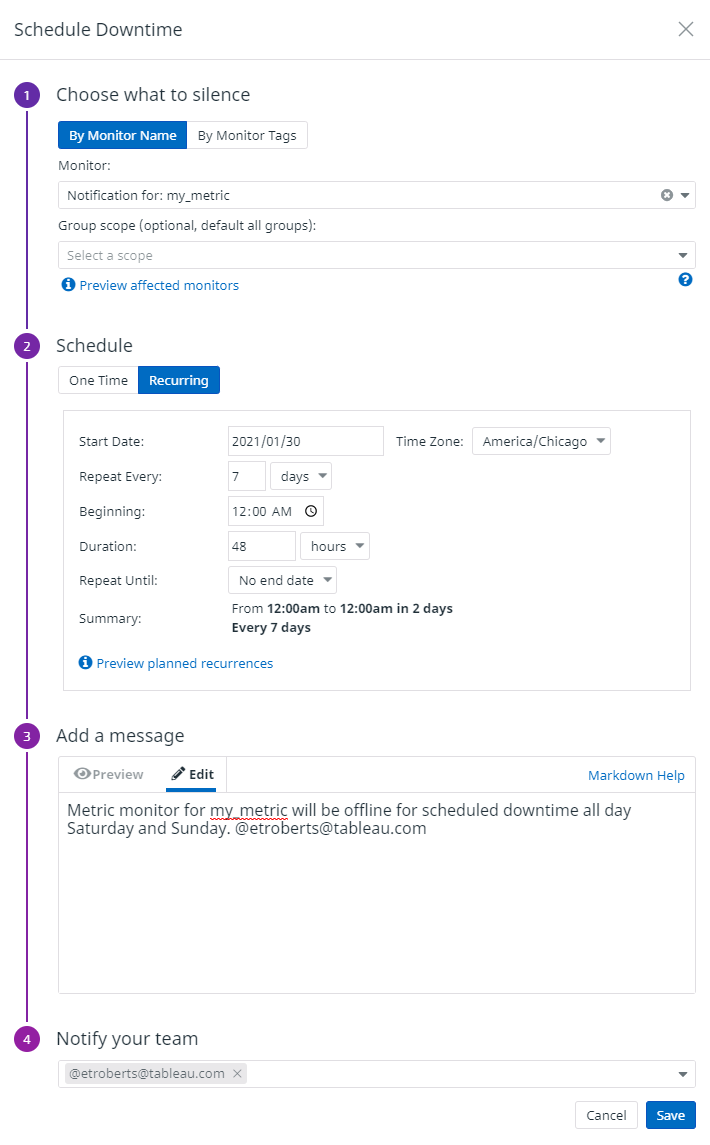 Schedule Downtime
1 Choose what to silence
By Monitor Name By Monitor Tags
Monitor:
Notification for: my_metric
Group scope (optional, default all groups):
Select a scope
Preview affected monitors
2 Schedule
One Time Recurring
Start Date: 2021/01/30 Time Zone: America/Chicago
Repeat Every: 7 days
Beginning: 12:00 AM
Duration: 48 hours
Repeat Until: No end date
Summary: From 12:00am to 12:00am in 2 days
Every 7 days
Preview planned recurrences
3 Add a message
Preview Edit Markdown Help
Metric monitor for my_metric will be offline for scheduled downtime all day
Saturday and Sunday. @etroberts@tableau.com
4 Notify your team
@etroberts@tableau.com ×
Cancel Save